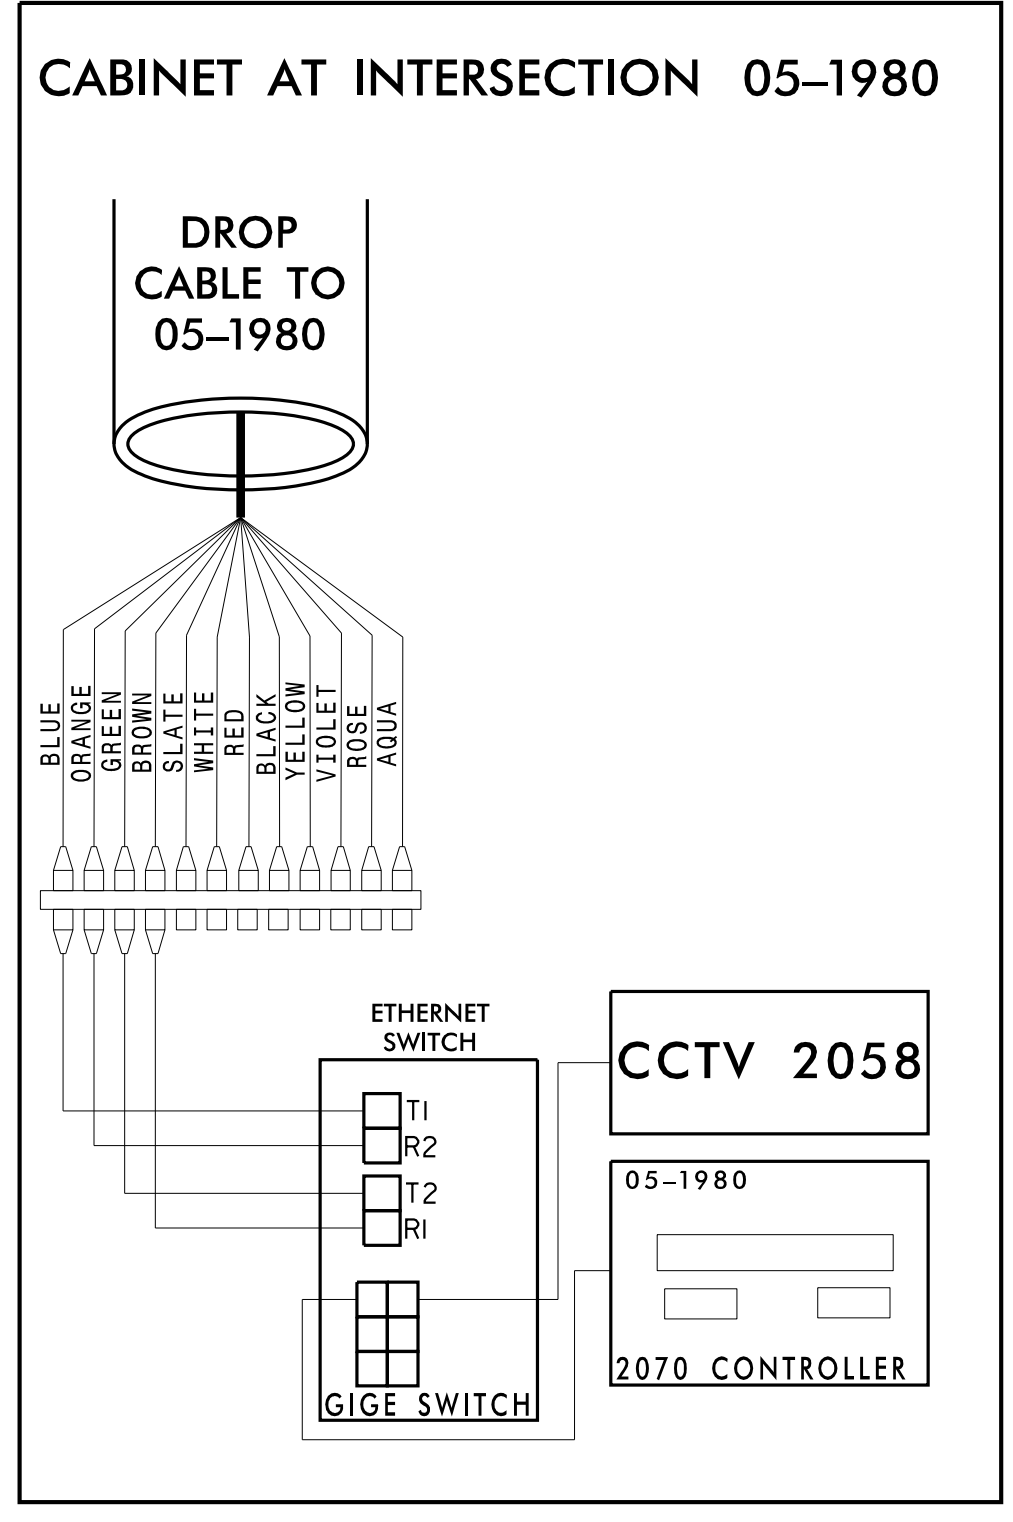 CABINET AT INTERSECTION 05–1980
DROP
CABLE TO
05–1980
BLUE
ORANGE
GREEN
BROWN
SLATE
WHITE
RED
BLACK
YELLOW
VIOLET
ROSE
AQUA
ETHERNET
SWITCH
T1
R2
T2
R1
GIGE SWITCH
CCTV 2058
05–1980
2070 CONTROLLER